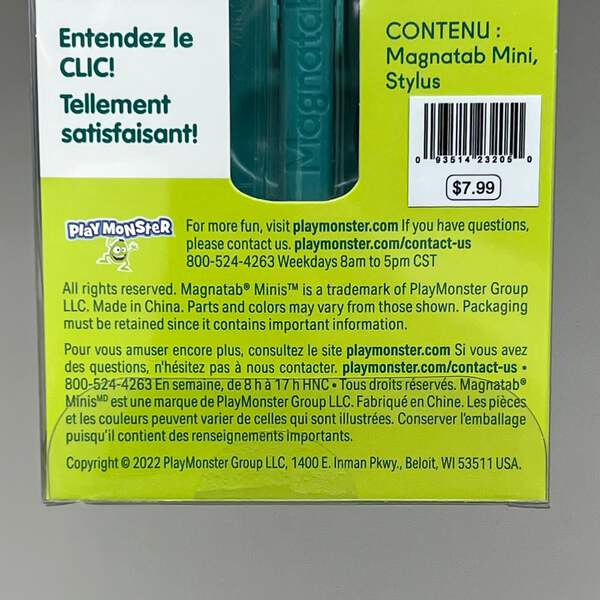 Entendez le
CLIC!
Tellement
satisfaisant!
Magnatab
CONTENU :
Magnatab Mini,
Stylus
0 93514 23205 0
$7.99
PLAY MONSTER
For more fun, visit playmonster.com If you have questions,
please contact us. playmonster.com/contact-us
800-524-4263 Weekdays 8am to 5pm CST
All rights reserved. Magnatab® Minis™ is a trademark of PlayMonster Group
LLC. Made in China. Parts and colors may vary from those shown. Packaging
must be retained since it contains important information.
Pour vous amuser encore plus, consultez le site playmonster.com Si vous avez
des questions, n'hésitez pas à nous contacter. playmonster.com/contact-us •
800-524-4263 En semaine, de 8 h à 17 h HNC • Tous droits réservés. Magnatab®
Minisᴹᴰ est une marque de PlayMonster Group LLC. Fabriqué en Chine. Les pièces
et les couleurs peuvent varier de celles qui sont illustrées. Conserver l'emballage
puisqu'il contient des renseignements importants.
Copyright © 2022 PlayMonster Group LLC, 1400 E. Inman Pkwy., Beloit, WI 53511 USA.